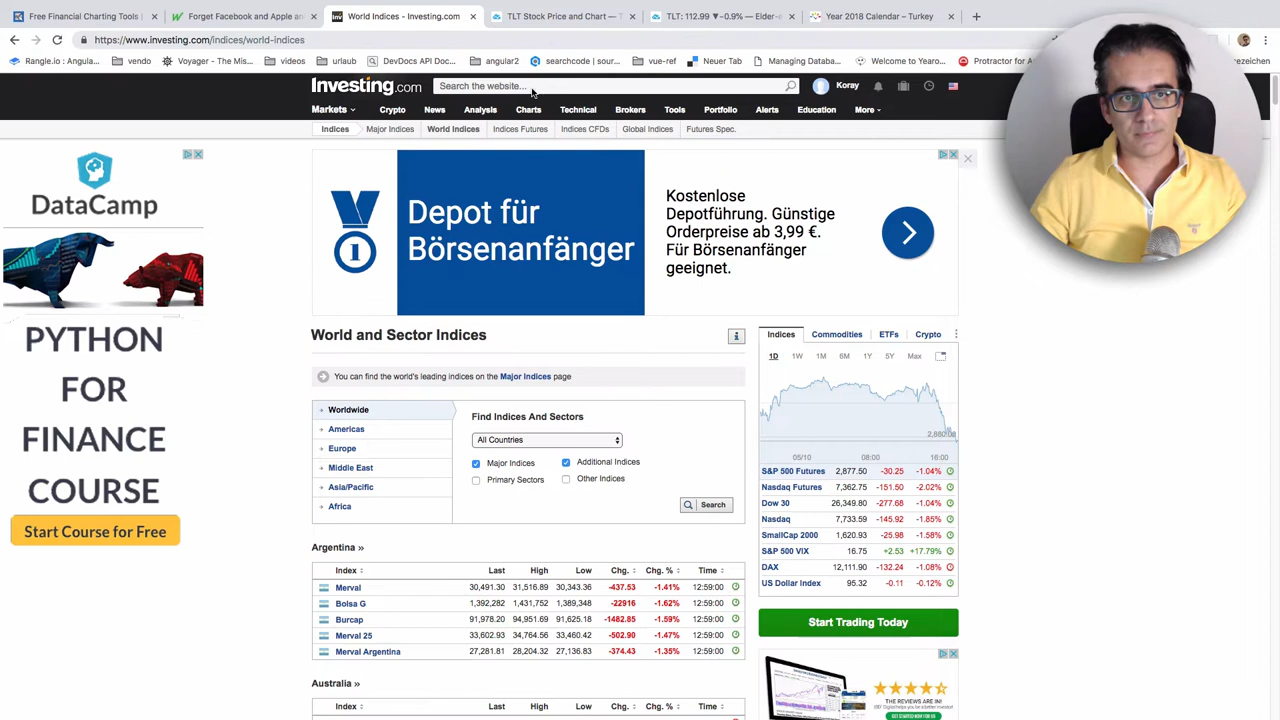 Free Financial Charting Tools |
Forget Facebook and Apple an
World Indices - Investing.com
TLT Stock Price and Chart —
TLT: 112.99 ▼−0.9% — Elder-
Year 2018 Calendar – Turkey
https://www.investing.com/indices/world-indices
Rangle.io : Angula... vendo Voyager - The Mis... videos urlaub DevDocs API Doc... angular2 searchcode | sour... vue-ref Neuer Tab Managing Databa... Welcome to Yearo... Protractor for A
Investing.com
Search the website...
Koray
Markets Crypto News Analysis Charts Technical Brokers Tools Portfolio Alerts Education More
Indices Major Indices World Indices Indices Futures Indices CFDs Global Indices Futures Spec.
DataCamp
PYTHON
FOR
FINANCE
COURSE
Start Course for Free
1
Depot für
Börsenanfänger
Kostenlose
Depotführung. Günstige
Orderpreise ab 3,99 €.
Für Börsenanfänger
geeignet.
World and Sector Indices
You can find the world's leading indices on the Major Indices page
Worldwide
Americas
Europe
Middle East
Asia/Pacific
Africa
Find Indices And Sectors
All Countries
Major Indices Additional Indices
Primary Sectors Other Indices
Search
Argentina »
Index Last High Low Chg. Chg. % Time
Merval 30,491.30 31,516.89 30,343.36 -437.53 -1.41% 12:59:00
Bolsa G 1,392,282 1,431,752 1,389,348 -22916 -1.62% 12:59:00
Burcap 91,978.20 94,951.69 91,625.18 -1482.85 -1.59% 12:59:00
Merval 25 33,602.93 34,764.56 33,460.42 -502.90 -1.47% 12:59:00
Merval Argentina 27,281.81 28,204.32 27,136.83 -374.43 -1.35% 12:59:00
Australia »
Index Last High Low Chg. Chg. % Time
Indices Commodities ETFs Crypto
1D 1W 1M 6M 1Y 5Y Max
2,880.00
05/10 08:00 16:00
S&P 500 Futures 2,877.50 -30.25 -1.04%
Nasdaq Futures 7,362.75 -151.50 -2.02%
Dow 30 26,349.80 -277.68 -1.04%
Nasdaq 7,733.59 -145.92 -1.85%
SmallCap 2000 1,620.93 -25.98 -1.58%
S&P 500 VIX 16.75 +2.53 +17.79%
DAX 12,111.90 -132.24 -1.08%
US Dollar Index 95.32 -0.11 -0.12%
Start Trading Today
THE REVIEWS ARE IN!
GET STARTED NOW FOR US